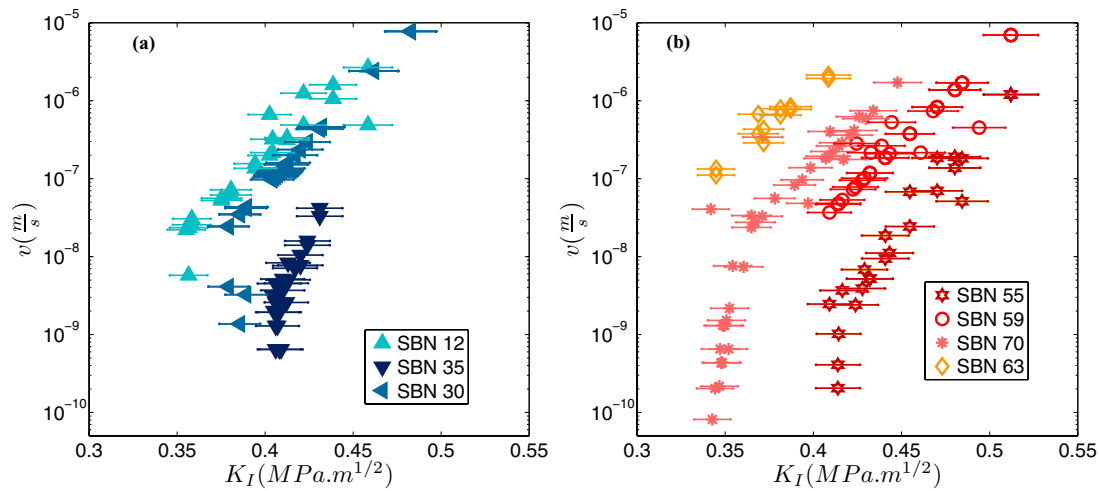 (a)
10^-5
10^-6
10^-7
10^-8
10^-9
10^-10
v(m/s)
0.3 0.35 0.4 0.45 0.5 0.55
K_I(MPa.m^{1/2})
SBN 12
SBN 35
SBN 30
(b)
10^-5
10^-6
10^-7
10^-8
10^-9
10^-10
v(m/s)
0.3 0.35 0.4 0.45 0.5 0.55
K_I(MPa.m^{1/2})
SBN 55
SBN 59
SBN 70
SBN 63